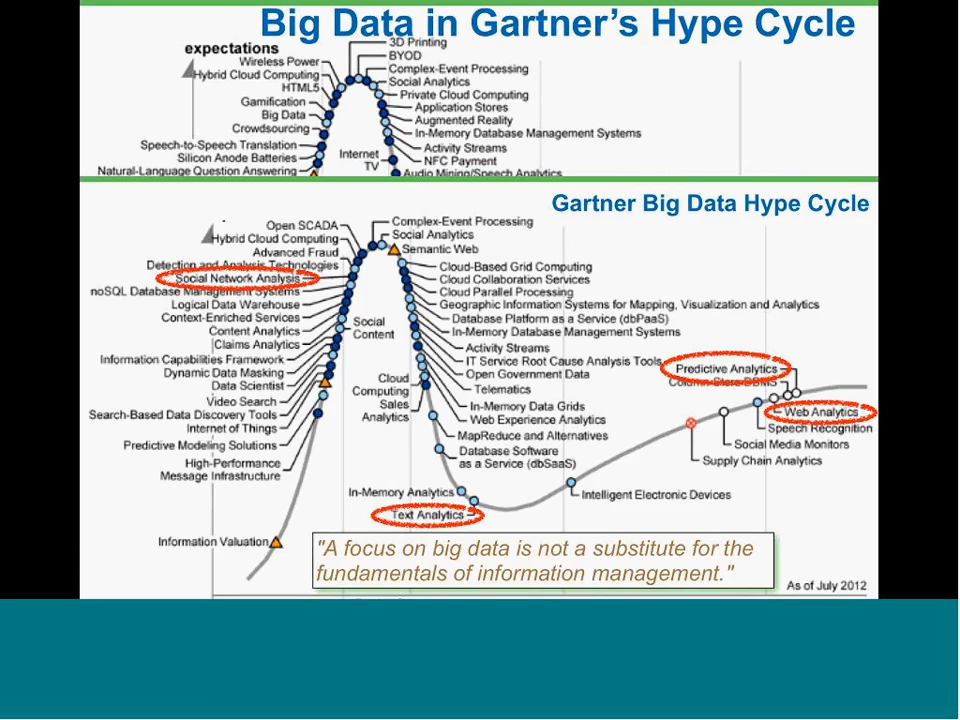 Big Data in Gartner's Hype Cycle
expectations
3D Printing
BYOD
Wireless Power
Complex-Event Processing
Hybrid Cloud Computing
Social Analytics
HTML5
Private Cloud Computing
Gamification
Application Stores
Big Data
Augmented Reality
Crowdsourcing
In-Memory Database Management Systems
Speech-to-Speech Translation
Activity Streams
Silicon Anode Batteries
Internet
TV
NFC Payment
Natural-Language Question Answering
Audio Mining/Speech Analytics
Gartner Big Data Hype Cycle
Open SCADA
Complex-Event Processing
Hybrid Cloud Computing
Social Analytics
Advanced Fraud
Detection and Analysis Technologies
Semantic Web
Social Network Analysis
Cloud-Based Grid Computing
Cloud Collaboration Services
noSQL Database Management Systems
Cloud Parallel Processing
Logical Data Warehouse
Geographic Information Systems for Mapping, Visualization and Analytics
Context-Enriched Services
Database Platform as a Service (dbPaaS)
Content Analytics
Social
Content
In-Memory Database Management Systems
Claims Analytics
Activity Streams
Information Capabilities Framework
IT Service Root Cause Analysis Tools
Predictive Analytics
Dynamic Data Masking
Open Government Data
Column-Store DBMS
Data Scientist
Cloud
Computing
Telematics
Video Search
Sales
Analytics
In-Memory Data Grids
Search-Based Data Discovery Tools
Web Experience Analytics
Web Analytics
Internet of Things
MapReduce and Alternatives
Speech Recognition
Predictive Modeling Solutions
Database Software
as a Service (dbSaaS)
Social Media Monitors
High-Performance
Message Infrastructure
Supply Chain Analytics
In-Memory Analytics
Intelligent Electronic Devices
Text Analytics
Information Valuation
"A focus on big data is not a substitute for the
fundamentals of information management."
As of July 2012